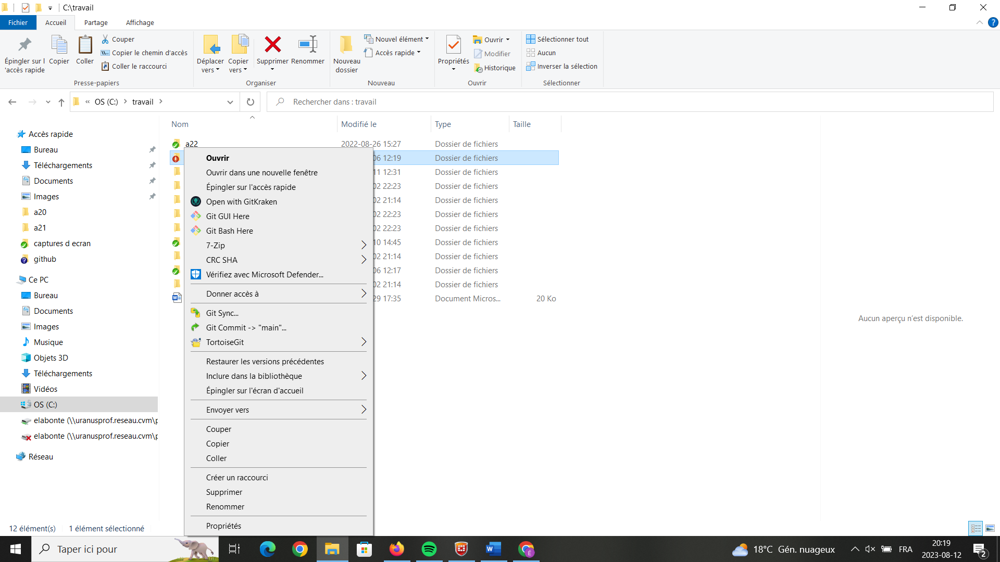 C:\travail
Fichier
Accueil
Partage
Affichage
?
Épingler sur l
'accès rapide
Copier
Coller
Couper
Copier le chemin d'accès
Coller le raccourci
Presse-papiers
Déplacer
vers
Copier
vers
Supprimer
Renommer
Organiser
Nouveau
dossier
Nouvel élément
Accès rapide
Nouveau
Propriétés
Ouvrir
Modifier
Historique
Ouvrir
Sélectionner tout
Aucun
Inverser la sélection
Sélectionner
« OS (C:) > travail >
Rechercher dans : travail
Nom
Modifié le
Type
Taille
Accès rapide
Bureau
Téléchargements
Documents
Images
a20
a21
captures d ecran
github
Ce PC
Bureau
Documents
Images
Musique
Objets 3D
Téléchargements
Vidéos
OS (C:)
elabonte (\\uranusprof.reseau.cvm\p
elabonte (\\uranusprof.reseau.cvm\p
Réseau
a22 2022-08-26 15:27 Dossier de fichiers
06 12:19 Dossier de fichiers
11 12:31 Dossier de fichiers
02 22:23 Dossier de fichiers
02 21:14 Dossier de fichiers
02 22:23 Dossier de fichiers
02 22:23 Dossier de fichiers
10 14:45 Dossier de fichiers
02 21:14 Dossier de fichiers
06 12:17 Dossier de fichiers
02 21:14 Dossier de fichiers
29 17:35 Document Micros... 20 Ko
Ouvrir
Ouvrir dans une nouvelle fenêtre
Épingler sur l'accès rapide
Open with GitKraken
Git GUI Here
Git Bash Here
7-Zip
CRC SHA
Vérifiez avec Microsoft Defender...
Donner accès à
Git Sync...
Git Commit -> "main"...
TortoiseGit
Restaurer les versions précédentes
Inclure dans la bibliothèque
Épingler sur l'écran d'accueil
Envoyer vers
Couper
Copier
Coller
Créer un raccourci
Supprimer
Renommer
Propriétés
Aucun aperçu n'est disponible.
12 élément(s)
1 élément sélectionné
Taper ici pour
W
É
18°C Gén. nuageux
FRA
20:19
2023-08-12
2